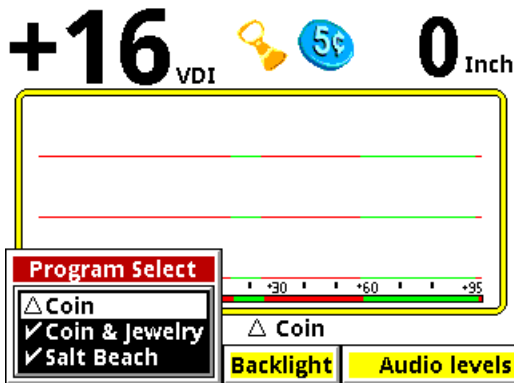 +16 VDI 5¢ 0 Inch
+30 +60 +95
Program Select
△ Coin
✔ Coin & Jewelry
✔ Salt Beach
△ Coin
Backlight Audio levels